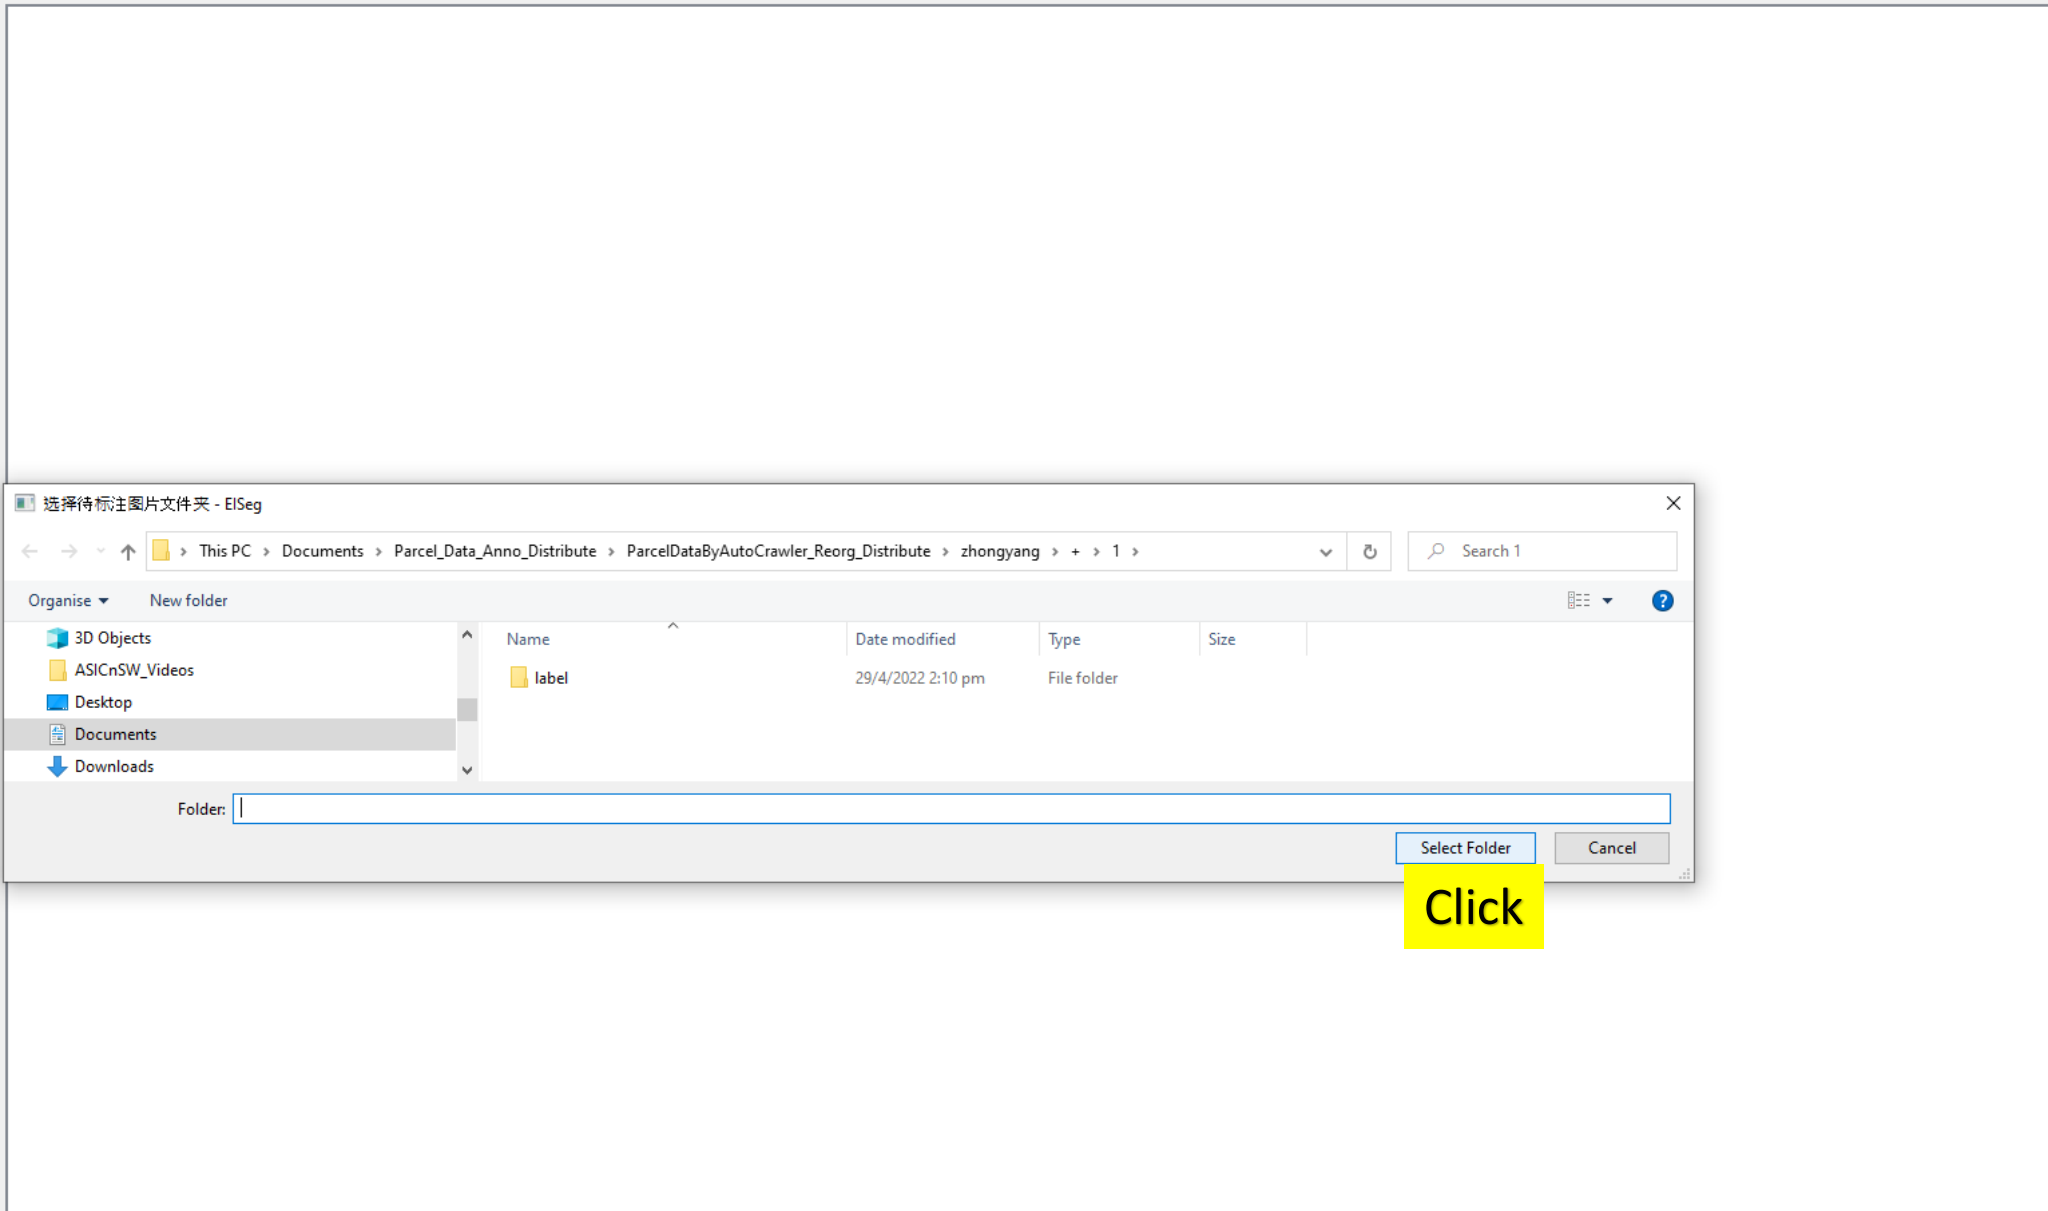 选择待标注图片文件夹 - EISeg
This PC > Documents > Parcel_Data_Anno_Distribute > ParcelDataByAutoCrawler_Reorg_Distribute > zhongyang > + > 1 >
Search 1
Organise
New folder
3D Objects
ASICnSW_Videos
Desktop
Documents
Downloads
Name Date modified Type Size
label 29/4/2022 2:10 pm File folder
Folder:
Select Folder
Cancel
Click